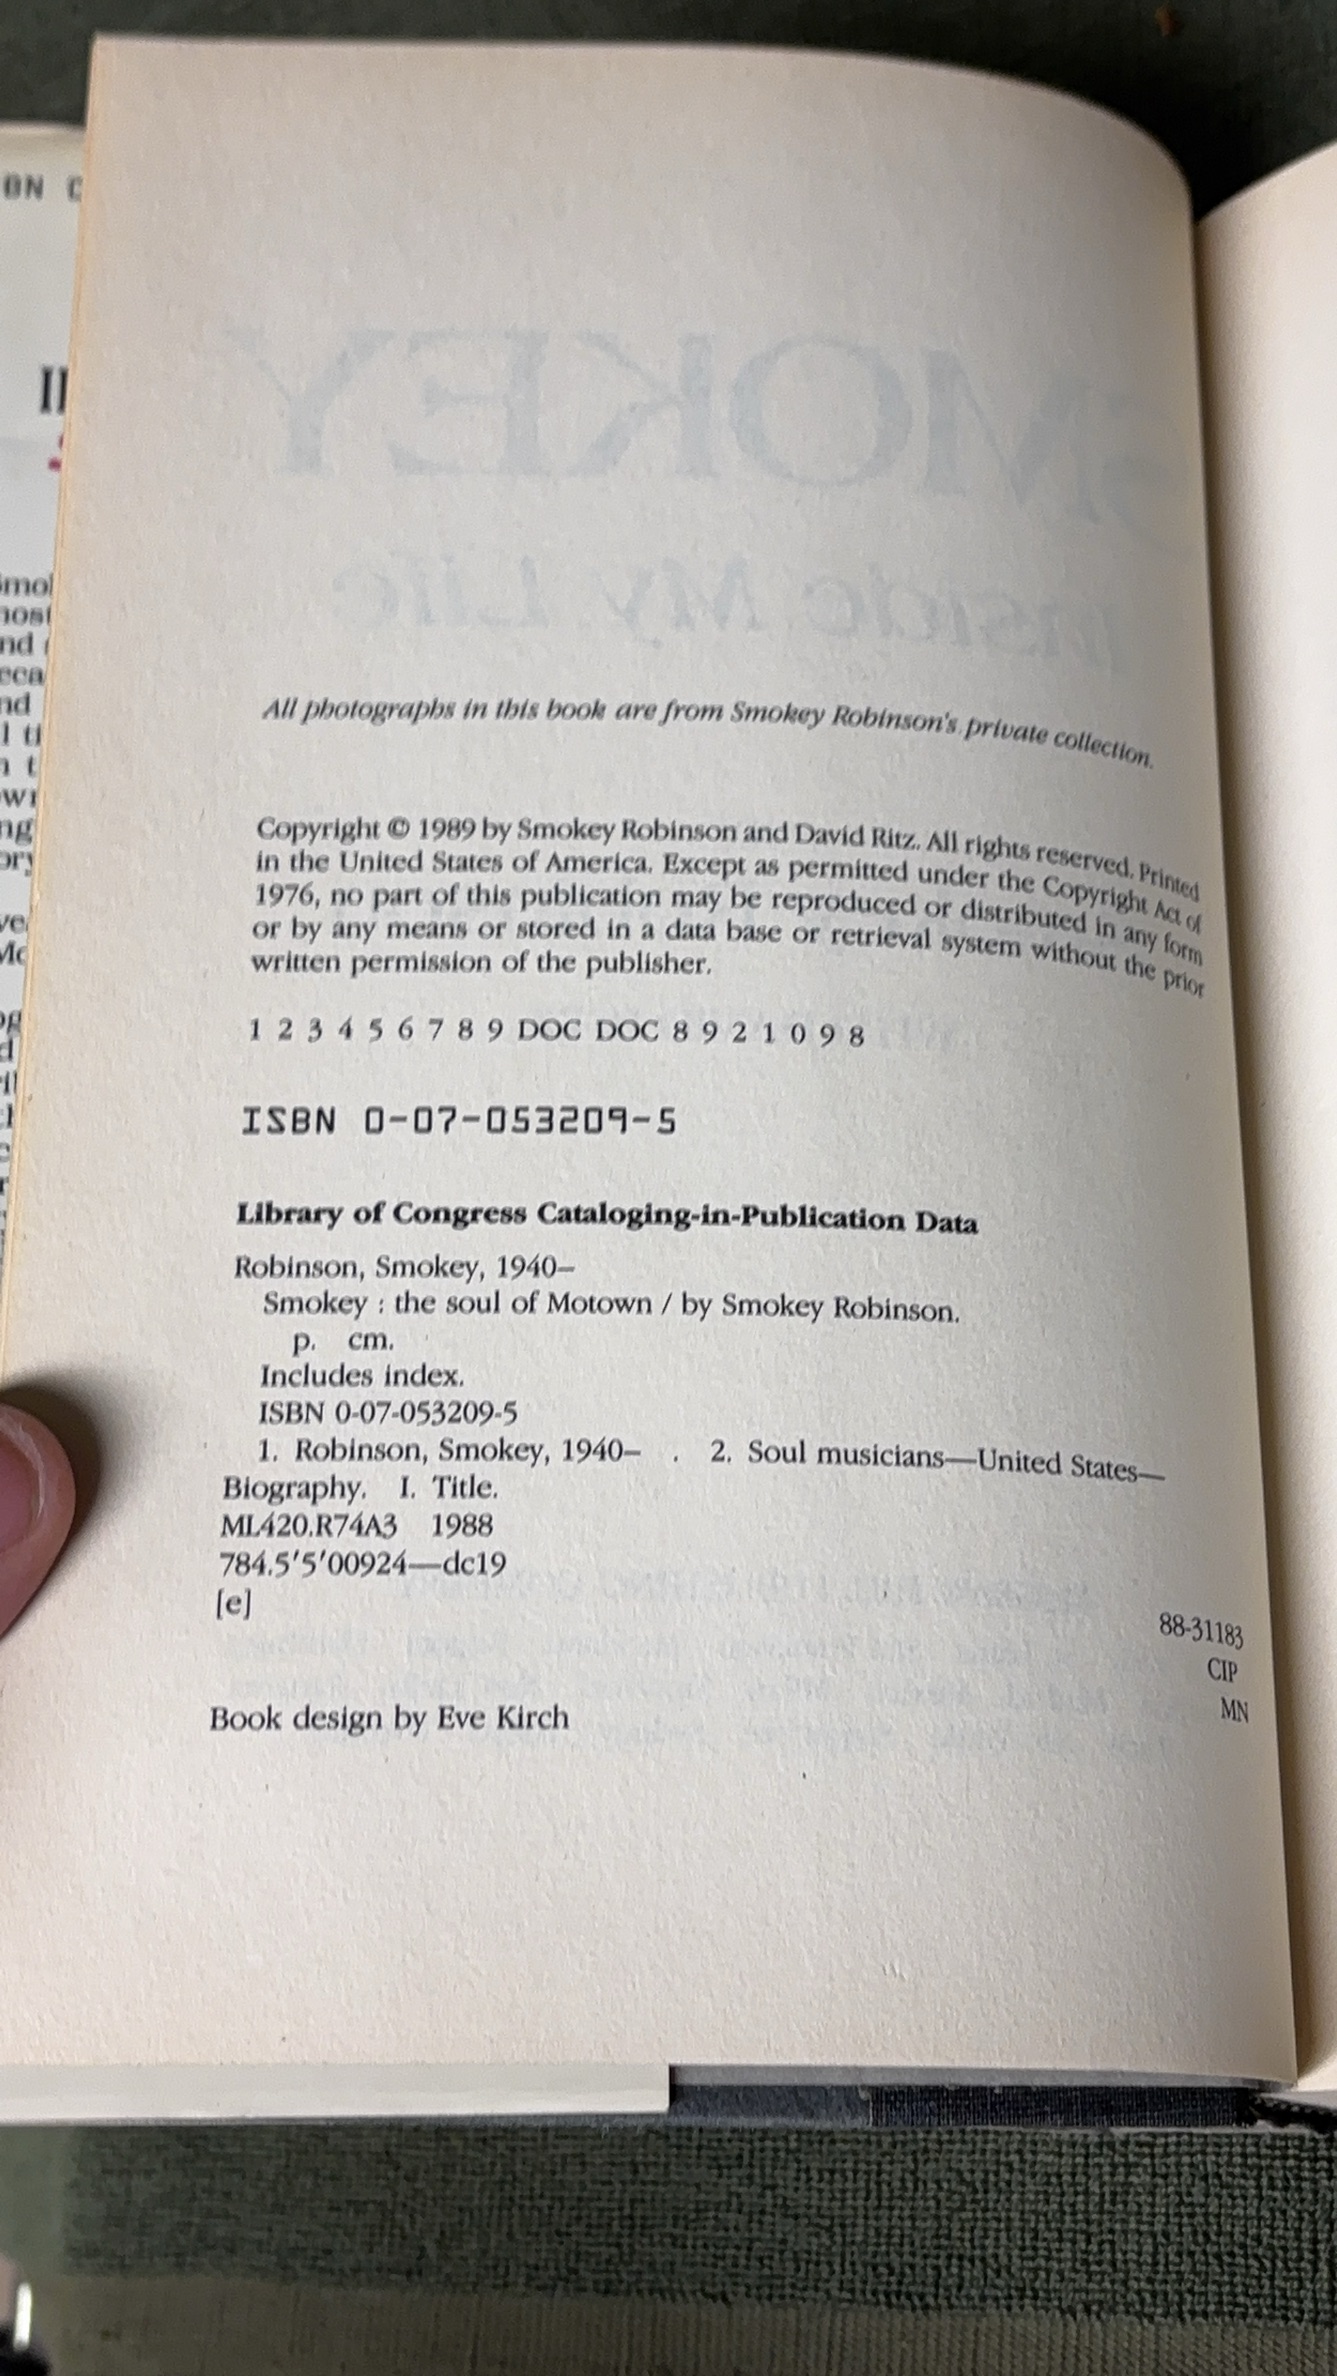 SMOKEY
Inside My Life
All photographs in this book are from Smokey Robinson's private collection.
Copyright © 1989 by Smokey Robinson and David Ritz. All rights reserved. Printed
in the United States of America. Except as permitted under the Copyright Act of
1976, no part of this publication may be reproduced or distributed in any form
or by any means or stored in a data base or retrieval system without the prior
written permission of the publisher.
1 2 3 4 5 6 7 8 9 DOC DOC 8 9 2 1 0 9 8
ISBN 0-07-053209-5
Library of Congress Cataloging-in-Publication Data
Robinson, Smokey, 1940–
Smokey : the soul of Motown / by Smokey Robinson.
p. cm.
Includes index.
ISBN 0-07-053209-5
1. Robinson, Smokey, 1940– . 2. Soul musicians—United States—
Biography. I. Title.
ML420.R74A3 1988
784.5'5'00924—dc19
[e]
88-31183
CIP
MN
Book design by Eve Kirch